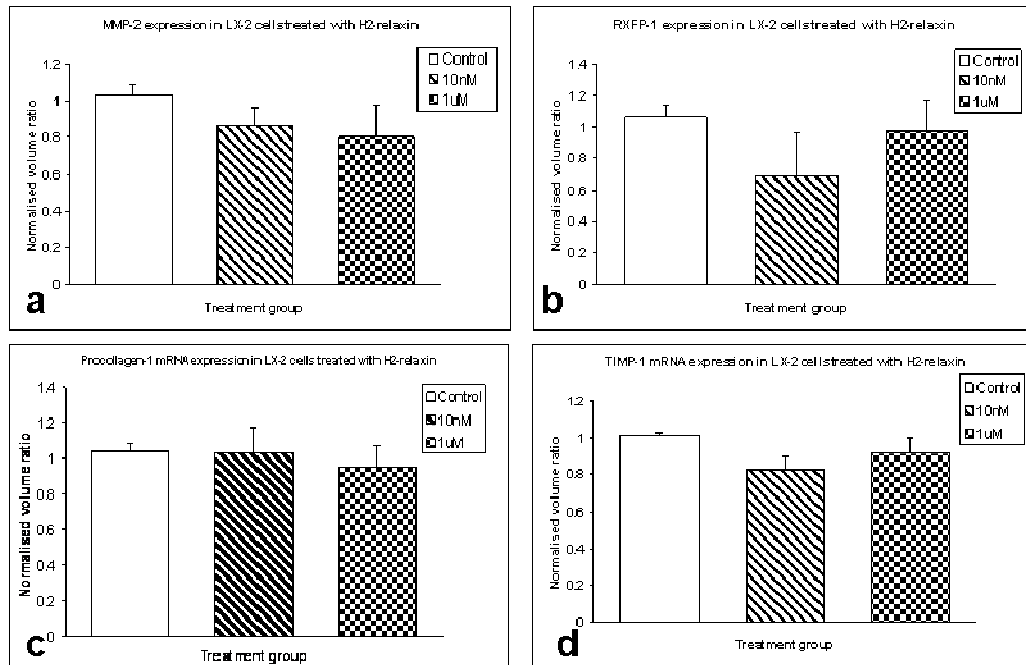 MMP-2 expression in LX-2 cells treated with H2-relaxin
Normalised volume ratio
1.2
1
0.8
0.6
0.4
0.2
0
Control
10nM
1uM
Treatment group
a
RXFP-1 expression in LX-2 cells treated with H2-relaxin
Normalised volume ratio
1.4
1.2
1
0.8
0.6
0.4
0.2
0
Control
10nM
1uM
Treatment group
b
Procollagen-1 mRNA expression in LX-2 cells treated with H2-relaxin
Normalised volume ratio
1.4
1.2
1
0.8
0.6
0.4
0.2
0
Control
10nM
1uM
Treatment group
c
TIMP-1 mRNA expression in LX-2 cells treated with H2-relaxin
Normalised volume ratio
1.2
1
0.8
0.6
0.4
0.2
0
Control
10nM
1uM
Treatment group
d